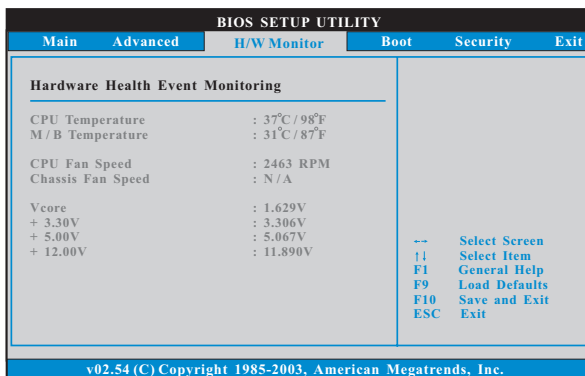 BIOS SETUP UTILITY
Main Advanced H/W Monitor Boot Security Exit
Hardware Health Event Monitoring
CPU Temperature : 37°C / 98°F
M / B Temperature : 31°C / 87°F
CPU Fan Speed : 2463 RPM
Chassis Fan Speed : N / A
Vcore : 1.629V
+ 3.30V : 3.306V
+ 5.00V : 5.067V
+ 12.00V : 11.890V
←→ Select Screen
↑↓ Select Item
F1 General Help
F9 Load Defaults
F10 Save and Exit
ESC Exit
v02.54 (C) Copyright 1985-2003, American Megatrends, Inc.